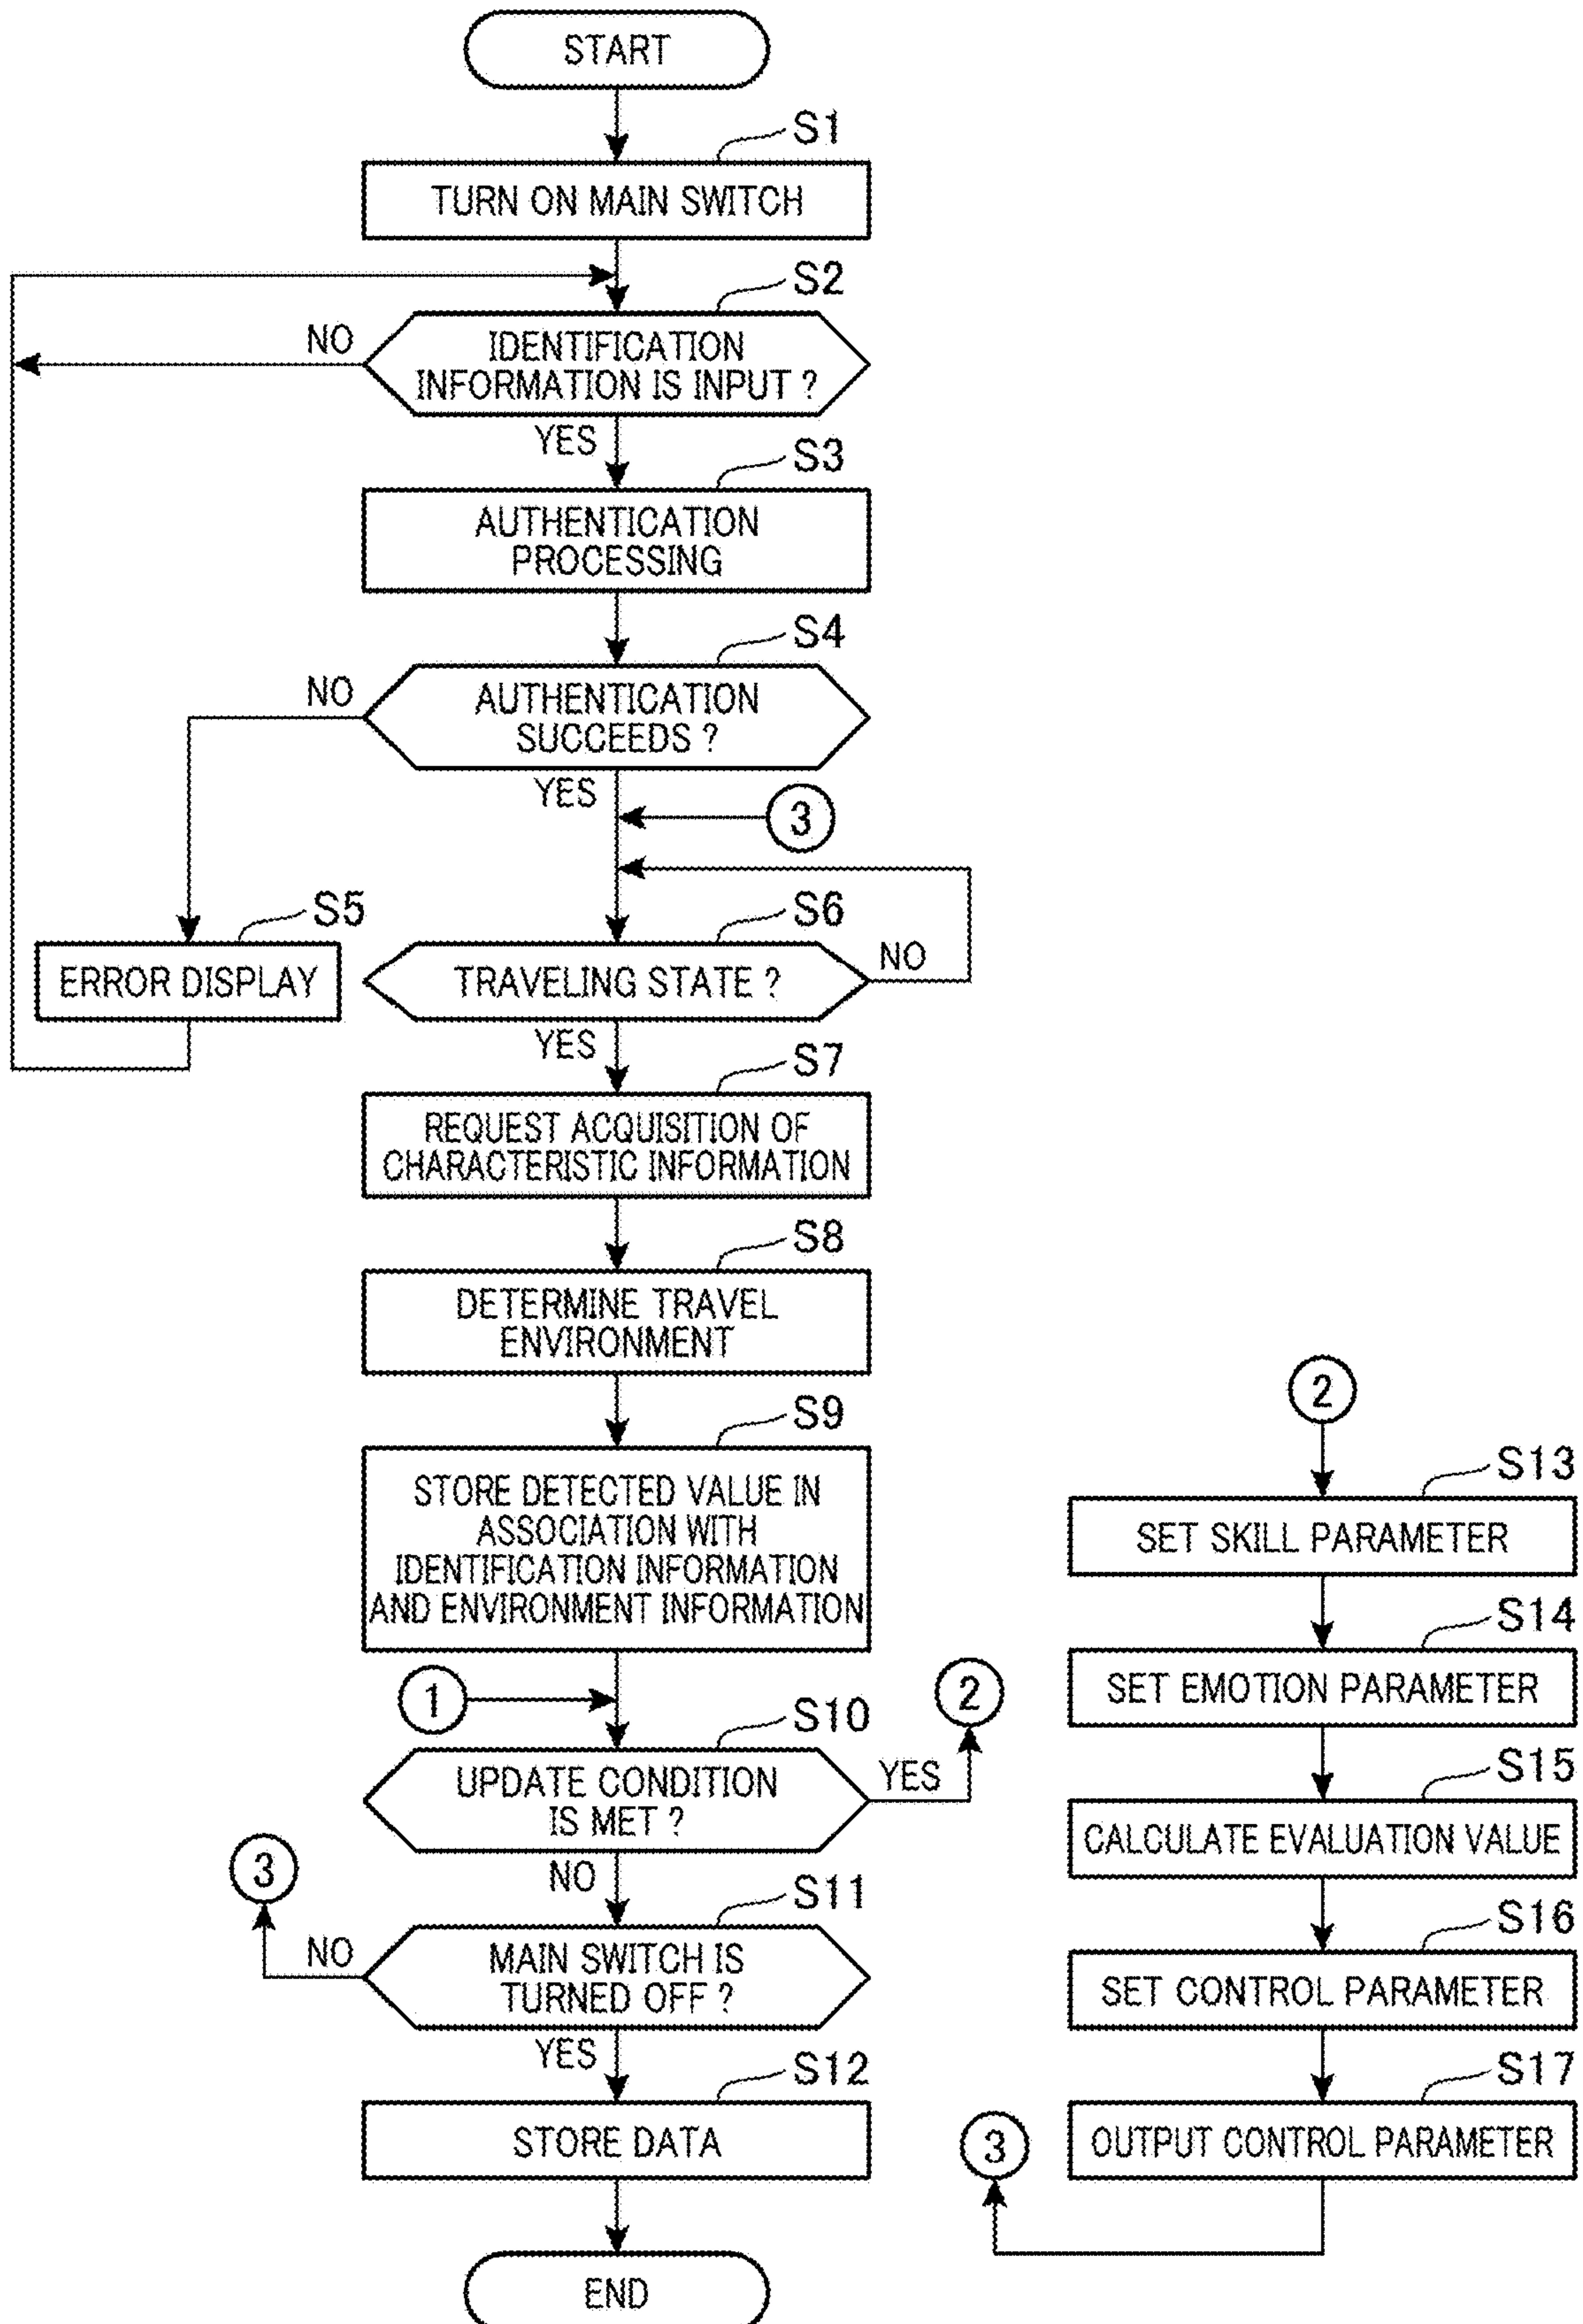 START
S1
TURN ON MAIN SWITCH
S2
NO
IDENTIFICATION
INFORMATION IS INPUT ?
YES
S3
AUTHENTICATION
PROCESSING
S4
NO
AUTHENTICATION
SUCCEEDS ?
YES
3
S5
ERROR DISPLAY
S6
TRAVELING STATE ?
NO
YES
S7
REQUEST ACQUISITION OF
CHARACTERISTIC INFORMATION
S8
DETERMINE TRAVEL
ENVIRONMENT
S9
STORE DETECTED VALUE IN
ASSOCIATION WITH
IDENTIFICATION INFORMATION
AND ENVIRONMENT INFORMATION
1
2
S10
UPDATE CONDITION
IS MET ?
YES
NO
3
S11
NO
MAIN SWITCH IS
TURNED OFF ?
YES
S12
STORE DATA
END
2
S13
SET SKILL PARAMETER
S14
SET EMOTION PARAMETER
S15
CALCULATE EVALUATION VALUE
S16
SET CONTROL PARAMETER
S17
OUTPUT CONTROL PARAMETER
3